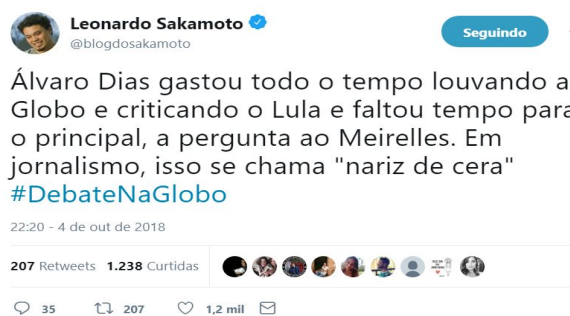 Leonardo Sakamoto
@blogdosakamoto
Seguindo
Álvaro Dias gastou todo o tempo louvando a
Globo e criticando o Lula e faltou tempo para
o principal, a pergunta ao Meirelles. Em
jornalismo, isso se chama "nariz de cera"
#DebateNaGlobo
22:20 - 4 de out de 2018
207 Retweets 1.238 Curtidas
35 207 1,2 mil